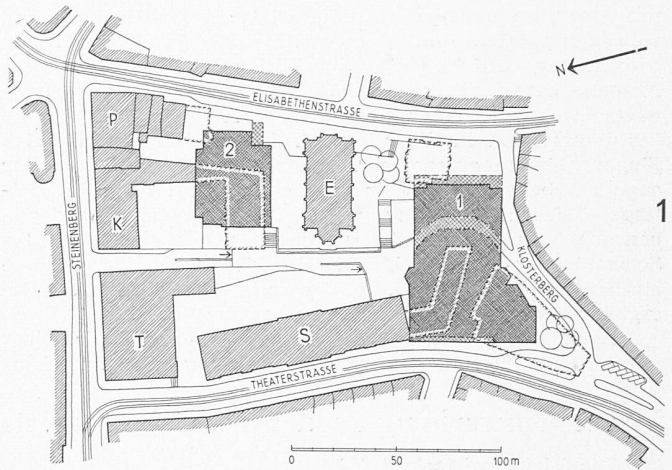 N
ELISABETHENSTRASSE
P
2
E
1
1
K
STEINENBERG
KLOSTERBERG
T
S
THEATERSTRASSE
0 50 100 m